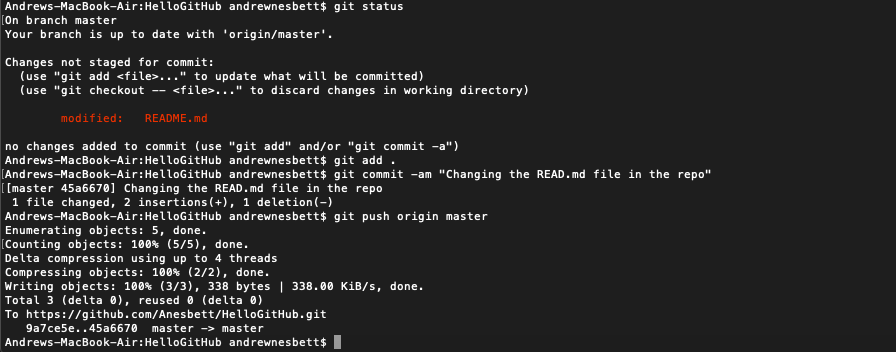 Andrews-MacBook-Air:HelloGitHub andrewnesbett$ git status
[On branch master
Your branch is up to date with 'origin/master'.
Changes not staged for commit:
  (use "git add <file>..." to update what will be committed)
  (use "git checkout -- <file>..." to discard changes in working directory)
        modified:   README.md
no changes added to commit (use "git add" and/or "git commit -a")
Andrews-MacBook-Air:HelloGitHub andrewnesbett$ git add .
[Andrews-MacBook-Air:HelloGitHub andrewnesbett$ git commit -am "Changing the READ.md file in the repo"
[[master 45a6670] Changing the READ.md file in the repo
 1 file changed, 2 insertions(+), 1 deletion(-)
Andrews-MacBook-Air:HelloGitHub andrewnesbett$ git push origin master
Enumerating objects: 5, done.
[Counting objects: 100% (5/5), done.
Delta compression using up to 4 threads
Compressing objects: 100% (2/2), done.
Writing objects: 100% (3/3), 338 bytes | 338.00 KiB/s, done.
Total 3 (delta 0), reused 0 (delta 0)
To https://github.com/Anesbett/HelloGitHub.git
   9a7ce5e..45a6670  master -> master
Andrews-MacBook-Air:HelloGitHub andrewnesbett$